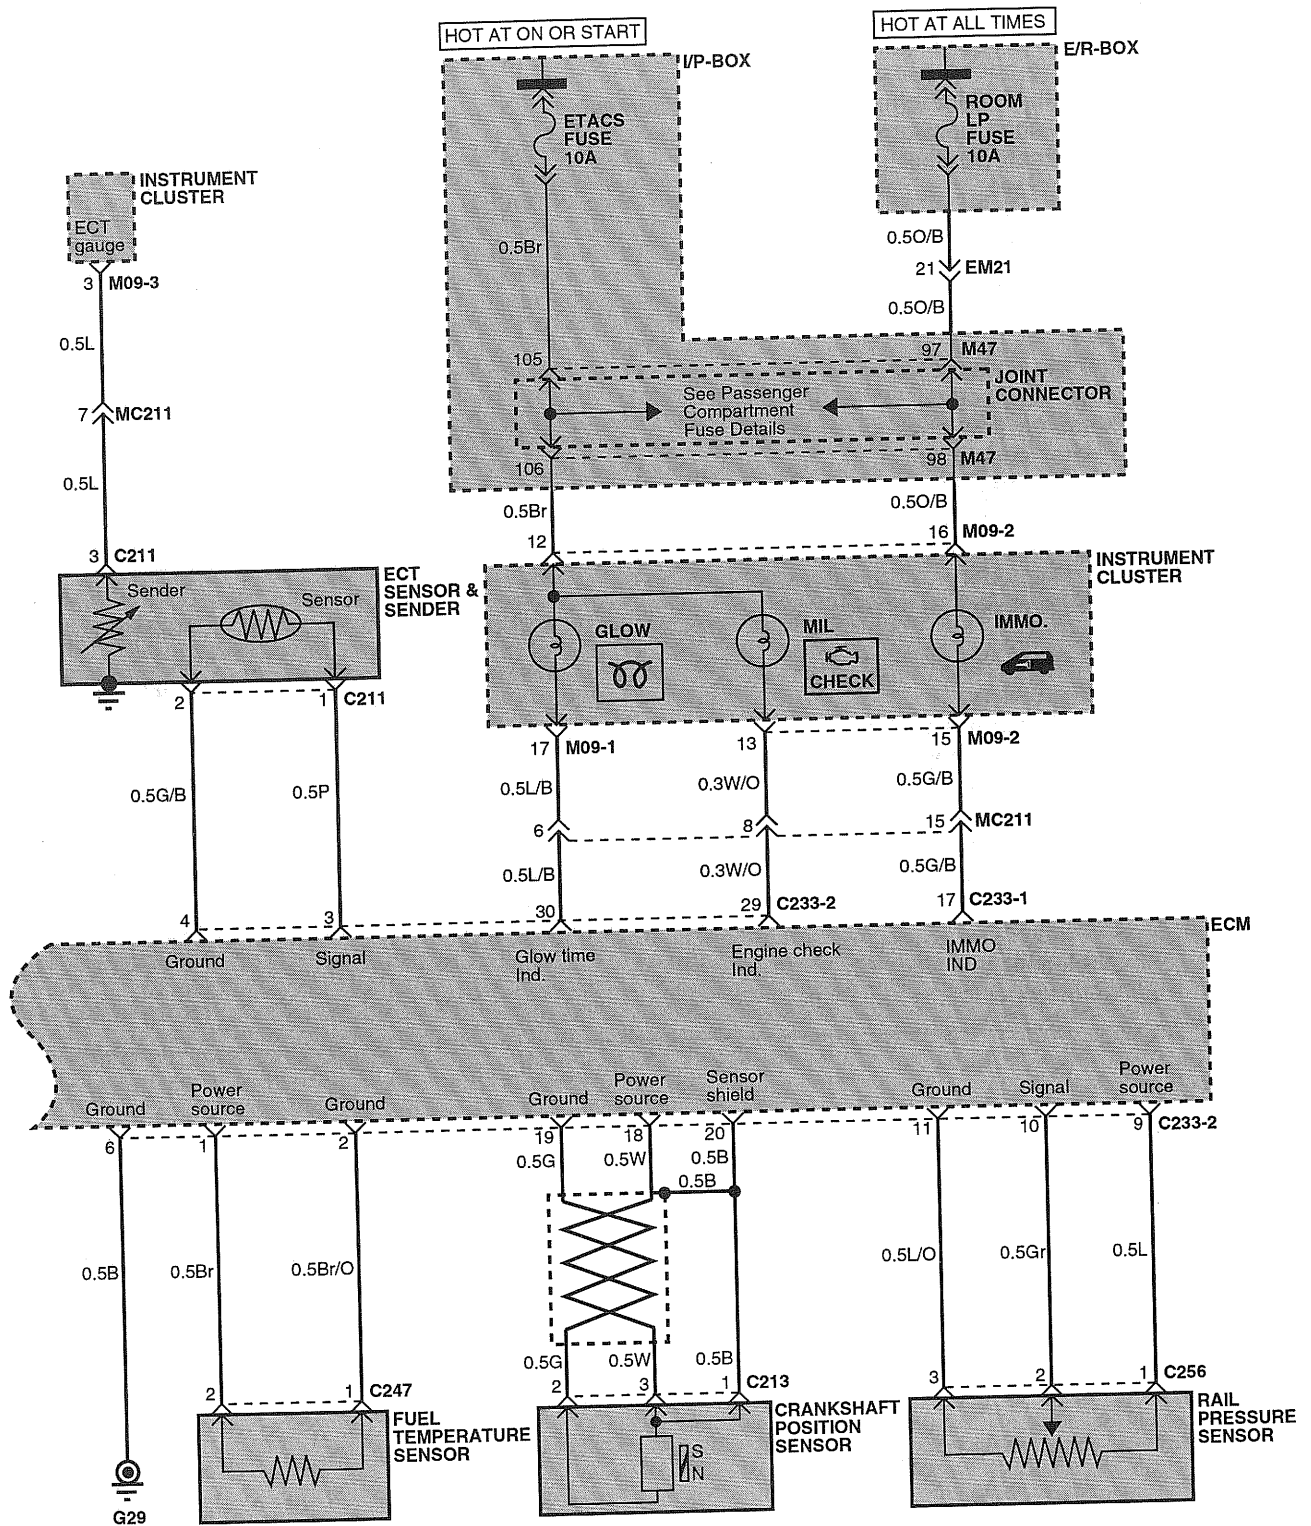 HOT AT ON OR START
HOT AT ALL TIMES
I/P-BOX
E/R-BOX
ETACS
FUSE
10A
ROOM
LP
FUSE
10A
INSTRUMENT
CLUSTER
ECT
gauge
3 M09-3
0.5Br
0.5O/B
21 EM21
0.5O/B
0.5L
105
97 M47
JOINT
CONNECTOR
See Passenger
Compartment
Fuse Details
7 MC211
106
98 M47
0.5L
0.5Br
0.5O/B
12
16 M09-2
3 C211
INSTRUMENT
CLUSTER
ECT
SENSOR &
SENDER
Sender
Sensor
GLOW
MIL
CHECK
IMMO.
2
1 C211
17 M09-1
13
15 M09-2
0.5G/B
0.5P
0.5L/B
0.3W/O
0.5G/B
6
8
15 MC211
0.5L/B
0.3W/O
0.5G/B
4
3
30
29 C233-2
17 C233-1
ECM
Ground
Signal
Glow time
Ind.
Engine check
Ind.
IMMO
IND
Ground
Power
source
Ground
Ground
Power
source
Sensor
shield
Ground
Signal
Power
source
6
1
2
19
18
20
11
10
9 C233-2
0.5G
0.5W
0.5B
0.5B
0.5B
0.5Br
0.5Br/O
0.5L/O
0.5Gr
0.5L
0.5G
0.5W
0.5B
2
1 C247
2
3
1 C213
3
2
1 C256
FUEL
TEMPERATURE
SENSOR
CRANKSHAFT
POSITION
SENSOR
S
N
RAIL
PRESSURE
SENSOR
G29